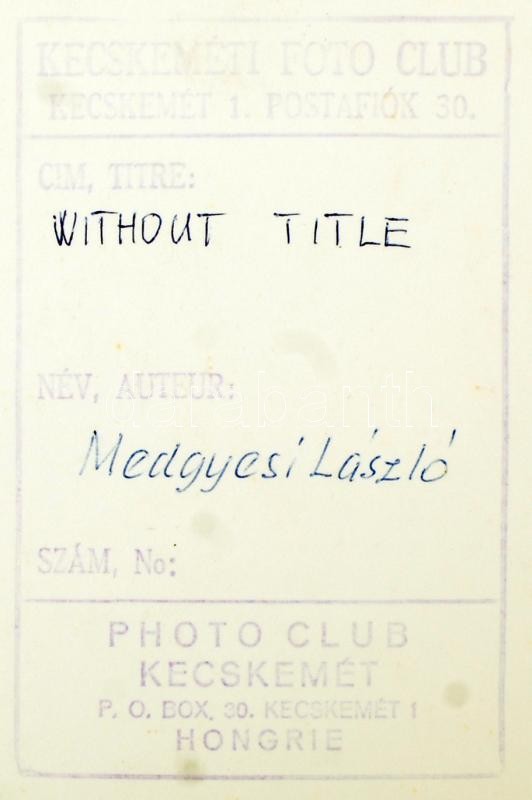 KECSKEMÉTI FOTO CLUB
KECSKEMÉT 1. POSTAFIÓK 30.
CIM, TITRE:
WITHOUT TITLE
NÉV, AUTEUR:
darabanth
Medgyesi László
SZÁM, No:
PHOTO CLUB
KECSKEMÉT
P. O. BOX. 30. KECSKEMÉT 1
HONGRIE